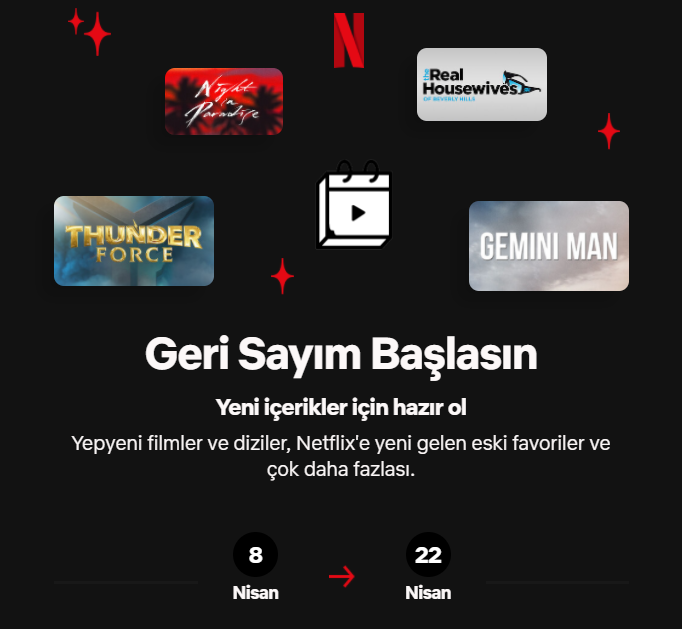 N
Night
in
Paradise
the Real
Housewives
OF BEVERLY HILLS
THUNDER
FORCE
GEMINI MAN
Geri Sayım Başlasın
Yeni içerikler için hazır ol
Yepyeni filmler ve diziler, Netflix'e yeni gelen eski favoriler ve
çok daha fazlası.
8 → 22
Nisan Nisan